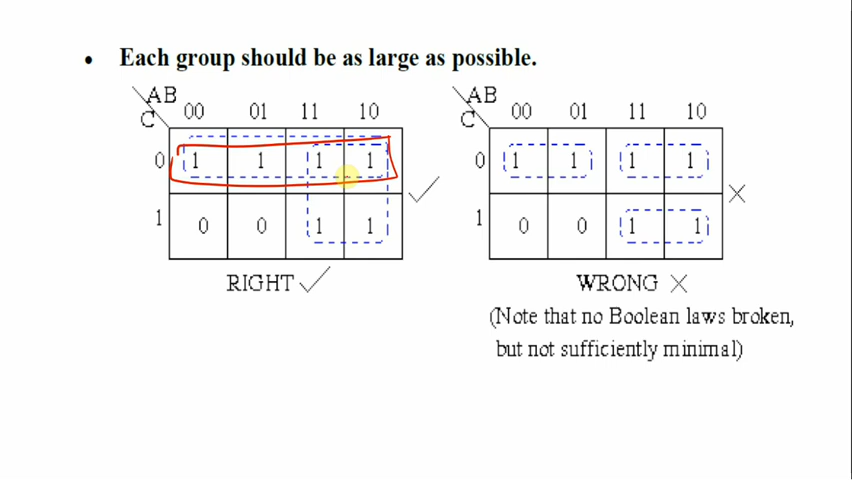 • Each group should be as large as possible.
AB AB
C 00 01 11 10 C 00 01 11 10
0 1 1 1 1 0 1 1 1 1
1 0 0 1 1 1 0 0 1 1
RIGHT WRONG
(Note that no Boolean laws broken,
but not sufficiently minimal)